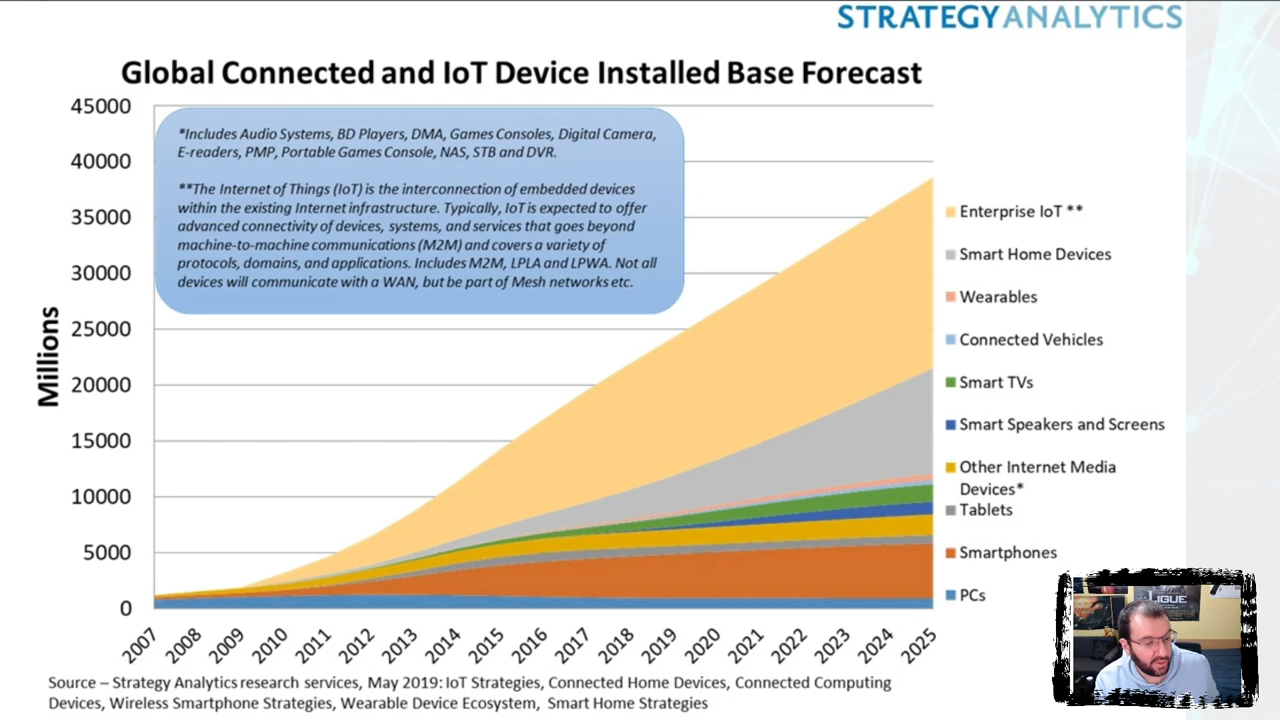 STRATEGYANALYTICS
Global Connected and IoT Device Installed Base Forecast
Millions
45000
40000
35000
30000
25000
20000
15000
10000
5000
0
*Includes Audio Systems, BD Players, DMA, Games Consoles, Digital Camera,
E-readers, PMP, Portable Games Console, NAS, STB and DVR.
**The Internet of Things (IoT) is the interconnection of embedded devices
within the existing Internet infrastructure. Typically, IoT is expected to offer
advanced connectivity of devices, systems, and services that goes beyond
machine-to-machine communications (M2M) and covers a variety of
protocols, domains, and applications. Includes M2M, LPLA and LPWA. Not all
devices will communicate with a WAN, but be part of Mesh networks etc.
Enterprise IoT **
Smart Home Devices
Wearables
Connected Vehicles
Smart TVs
Smart Speakers and Screens
Other Internet Media
Devices*
Tablets
Smartphones
PCs
2007
2008
2009
2010
2011
2012
2013
2014
2015
2016
2017
2018
2019
2020
2021
2022
2023
2024
2025
Source – Strategy Analytics research services, May 2019: IoT Strategies, Connected Home Devices, Connected Computing
Devices, Wireless Smartphone Strategies, Wearable Device Ecosystem, Smart Home Strategies